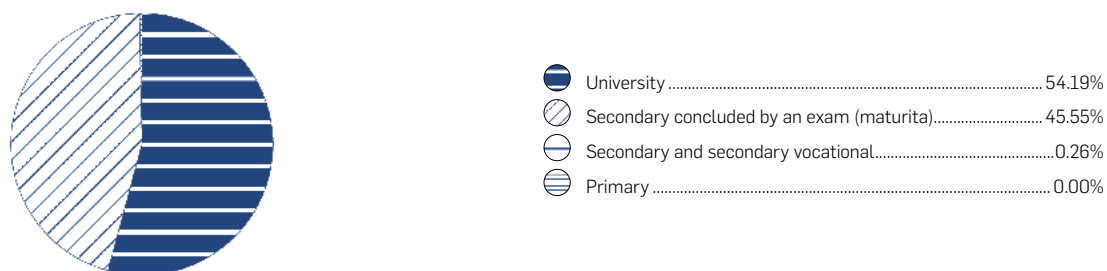 University ........ 54.19%
Secondary concluded by an exam (maturita) ........ 45.55%
Secondary and secondary vocational ........ 0.26%
Primary ........ 0.00%